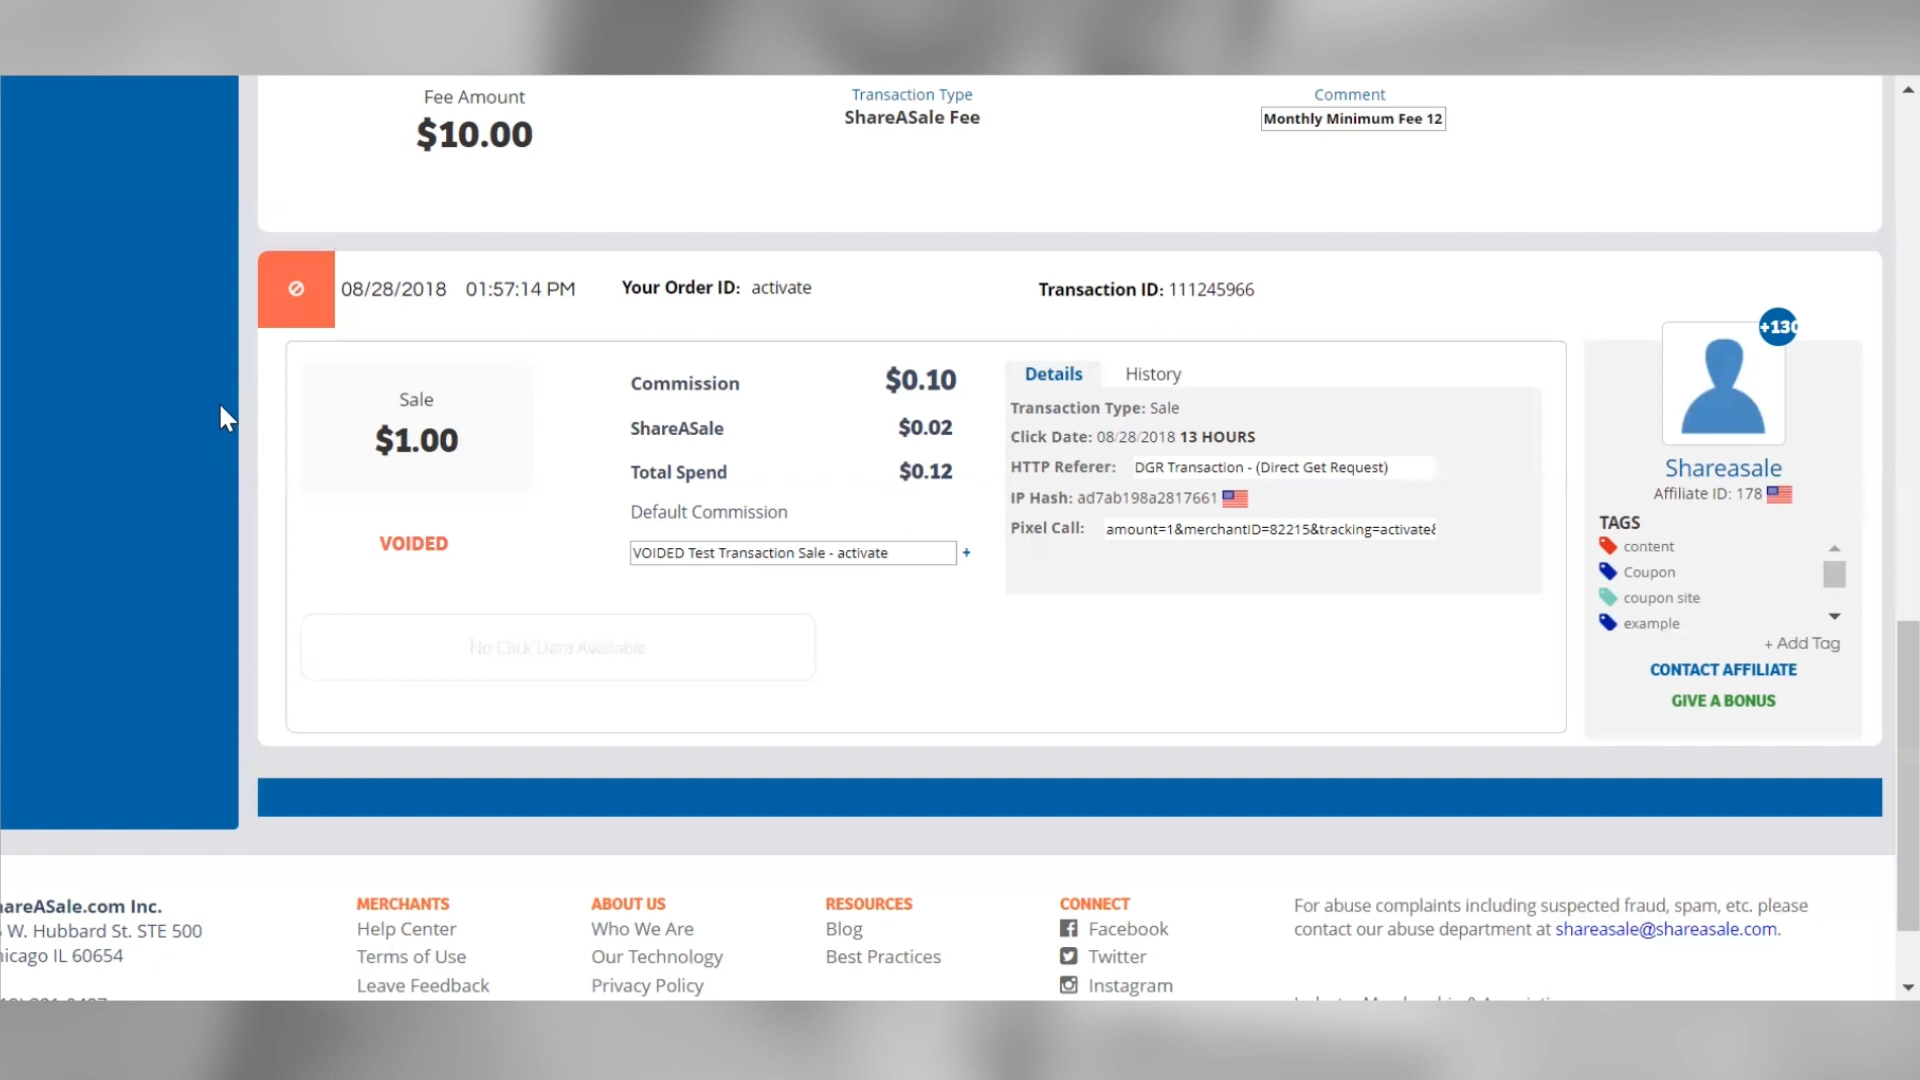 Fee Amount
$10.00
Transaction Type
ShareASale Fee
Comment
Monthly Minimum Fee 12
08/28/2018 01:57:14 PM
Your Order ID: activate
Transaction ID: 111245966
Sale
$1.00
VOIDED
Commission $0.10
ShareASale $0.02
Total Spend $0.12
Default Commission
VOIDED Test Transaction Sale - activate +
No Click Data Available
Details History
Transaction Type: Sale
Click Date: 08/28/2018 13 HOURS
HTTP Referer: DGR Transaction - (Direct Get Request)
IP Hash: ad7ab198a2817661
Pixel Call: amount=1&merchantID=82215&tracking=activate&
+130
Shareasale
Affiliate ID: 178
TAGS
content
Coupon
coupon site
example
+ Add Tag
CONTACT AFFILIATE
GIVE A BONUS
areASale.com Inc.
W. Hubbard St. STE 500
icago IL 60654
MERCHANTS
Help Center
Terms of Use
Leave Feedback
ABOUT US
Who We Are
Our Technology
Privacy Policy
RESOURCES
Blog
Best Practices
CONNECT
Facebook
Twitter
Instagram
For abuse complaints including suspected fraud, spam, etc. please
contact our abuse department at shareasale@shareasale.com.